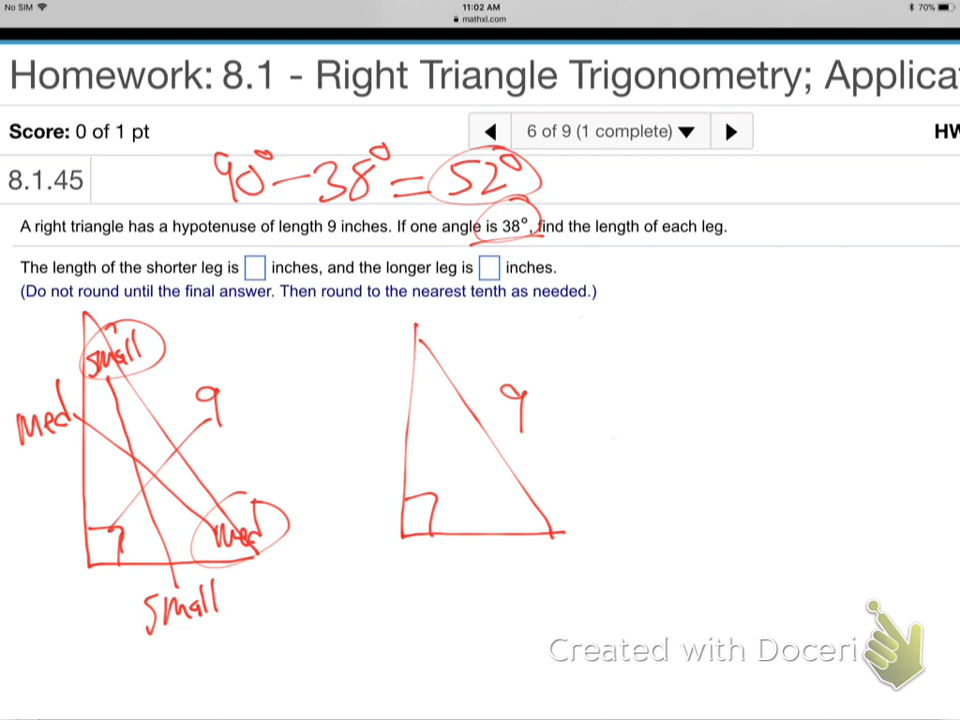 No SIM
11:02 AM
70%
mathxl.com
Homework: 8.1 - Right Triangle Trigonometry; Applica
Score: 0 of 1 pt
6 of 9 (1 complete)
HW
8.1.45
90° - 38° = 52°
A right triangle has a hypotenuse of length 9 inches. If one angle is 38°, find the length of each leg.
The length of the shorter leg is inches, and the longer leg is inches.
(Do not round until the final answer. Then round to the nearest tenth as needed.)
small
med
9
9
med
small
Created with Doceri